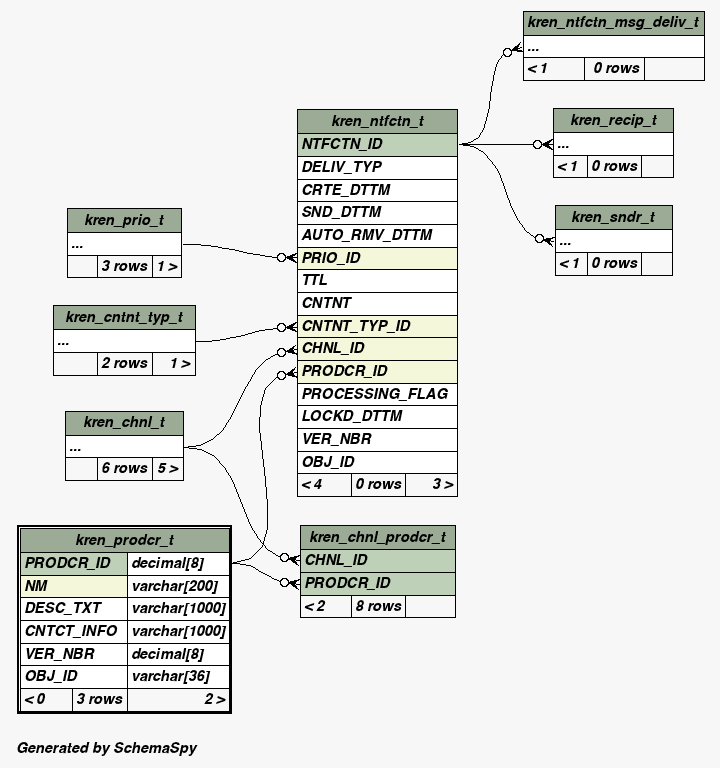 kren_ntfctn_msg_deliv_t
...
< 1 0 rows
kren_ntfctn_t
NTFCTN_ID
DELIV_TYP
CRTE_DTTM
SND_DTTM
AUTO_RMV_DTTM
PRIO_ID
TTL
CNTNT
CNTNT_TYP_ID
CHNL_ID
PRODCR_ID
PROCESSING_FLAG
LOCKD_DTTM
VER_NBR
OBJ_ID
< 4 0 rows 3 >
kren_recip_t
...
< 1 0 rows
kren_sndr_t
...
< 1 0 rows
kren_prio_t
...
3 rows 1 >
kren_cntnt_typ_t
...
2 rows 1 >
kren_chnl_t
...
6 rows 5 >
kren_prodcr_t
PRODCR_ID decimal[8]
NM varchar[200]
DESC_TXT varchar[1000]
CNTCT_INFO varchar[1000]
VER_NBR decimal[8]
OBJ_ID varchar[36]
< 0 3 rows 2 >
kren_chnl_prodcr_t
CHNL_ID
PRODCR_ID
< 2 8 rows
Generated by SchemaSpy